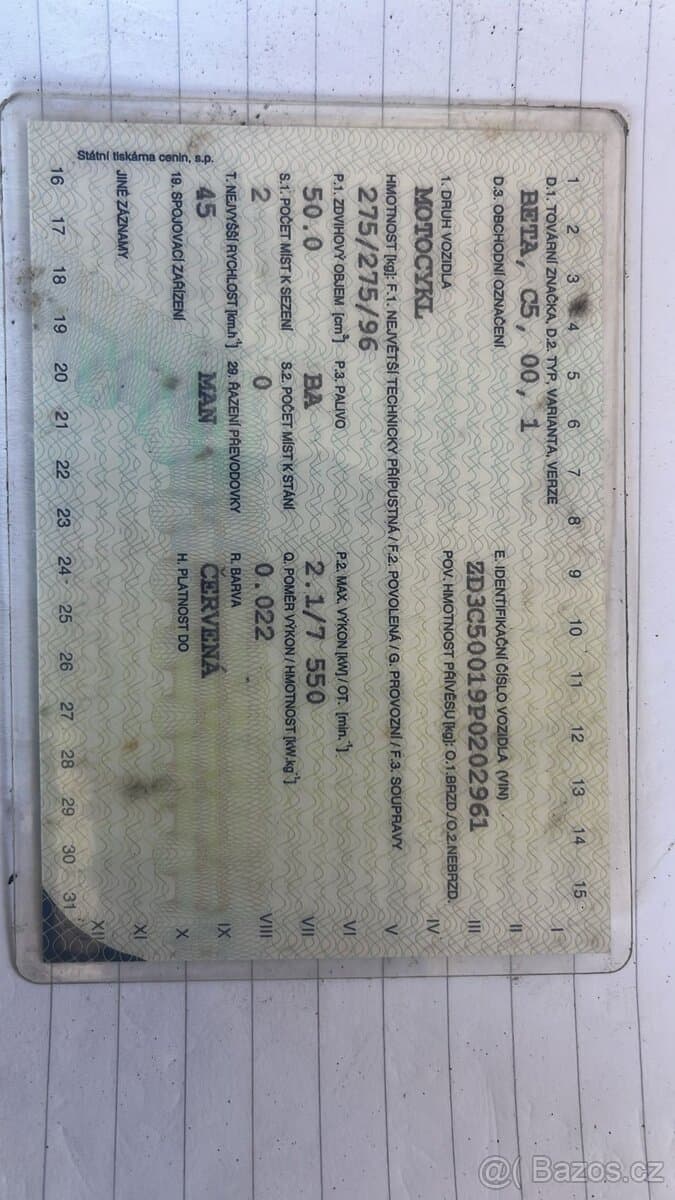 1 2 3 4 5 6 7 8 9 10 11 12 13 14 15
D.1. TOVÁRNÍ ZNAČKA, D.2. TYP, VARIANTA, VERZE
BETA, C5, 00, 1
E. IDENTIFIKAČNÍ ČÍSLO VOZIDLA (VIN)
ZD3C50019P0202961
D.3. OBCHODNÍ OZNAČENÍ
POV. HMOTNOST PŘÍVĚSU [kg]: O.1.BRZD./O.2.NEBRZD.
1. DRUH VOZIDLA
MOTOCYKL
HMOTNOST [kg]: F.1. NEJVĚTŠÍ TECHNICKY PŘÍPUSTNÁ / F.2. POVOLENÁ / G. PROVOZNÍ / F.3. SOUPRAVY
275/275/96
P.1. ZDVIHOVÝ OBJEM [cm³] P.3. PALIVO P.2. MAX. VÝKON [kW] / OT. [min.⁻¹]
50.0 BA 2.1/7 550
S.1. POČET MÍST K SEZENÍ S.2. POČET MÍST K STÁNÍ Q. POMĚR VÝKON / HMOTNOST [kW.kg⁻¹]
2 0 0.022
T. NEJVYŠŠÍ RYCHLOST [km.h⁻¹] 29. ŘAZENÍ PŘEVODOVKY R. BARVA
45 MAN ČERVENÁ
19. SPOJOVACÍ ZAŘÍZENÍ H. PLATNOST DO
JINÉ ZÁZNAMY
Státní tiskárna cenin, s.p.
16 17 18 19 20 21 22 23 24 25 26 27 28 29 30 31
I
II
III
IV
V
VI
VII
VIII
IX
X
XI
XII
@( Bazos.cz